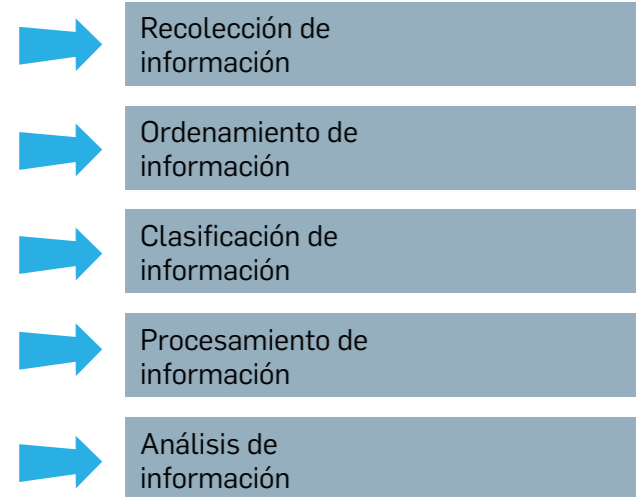 Recolección de
información
Ordenamiento de
información
Clasificación de
información
Procesamiento de
información
Análisis de
información